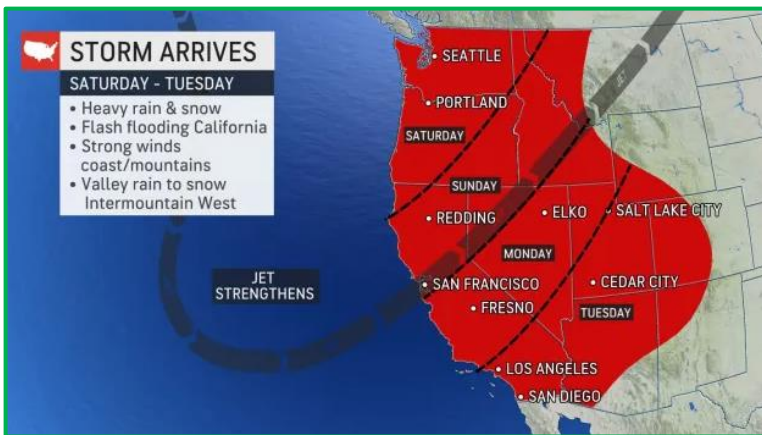 STORM ARRIVES
SATURDAY - TUESDAY
• Heavy rain & snow
• Flash flooding California
• Strong winds
coast/mountains
• Valley rain to snow
Intermountain West
JET
STRENGTHENS
SEATTLE
PORTLAND
SATURDAY
SUNDAY
REDDING
ELKO
SALT LAKE CITY
MONDAY
SAN FRANCISCO
CEDAR CITY
FRESNO
TUESDAY
LOS ANGELES
SAN DIEGO